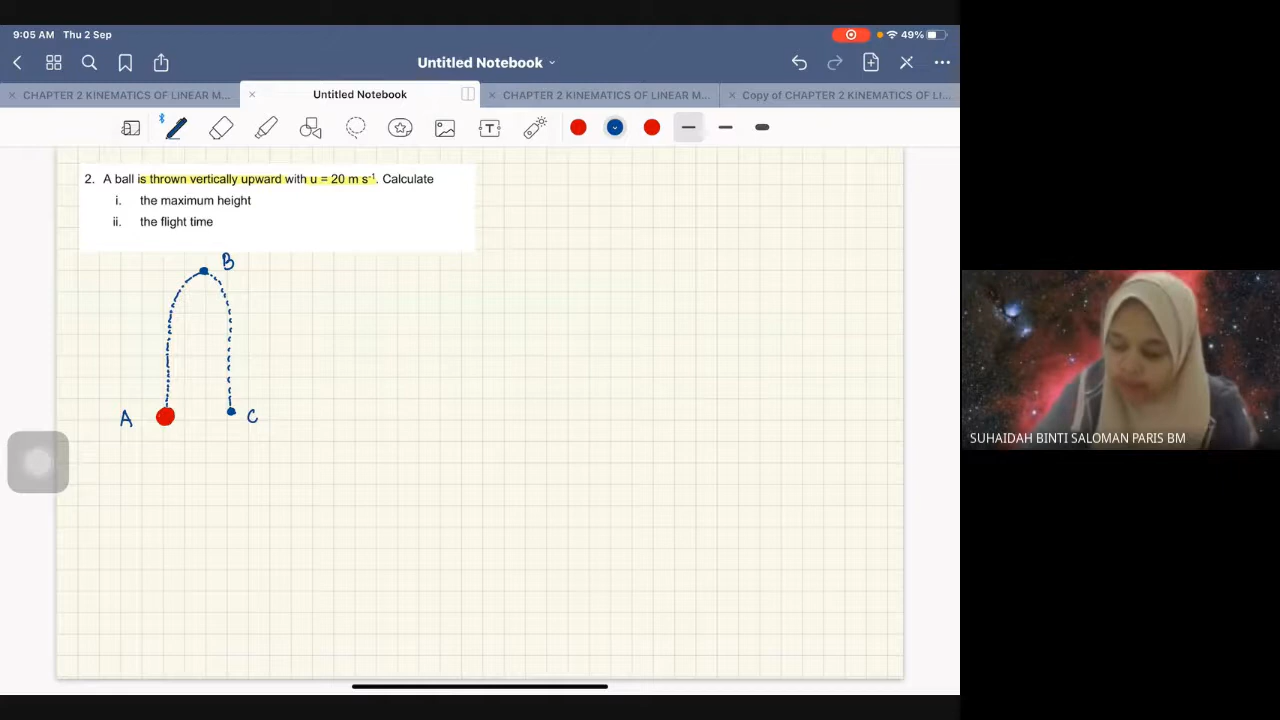 9:05 AM Thu 2 Sep
49%
Untitled Notebook
CHAPTER 2 KINEMATICS OF LINEAR M...
Untitled Notebook
CHAPTER 2 KINEMATICS OF LINEAR M...
Copy of CHAPTER 2 KINEMATICS OF LI...
T
2. A ball is thrown vertically upward with u = 20 m s⁻¹. Calculate
i. the maximum height
ii. the flight time
B
A
C
SUHAIDAH BINTI SALOMAN PARIS BM